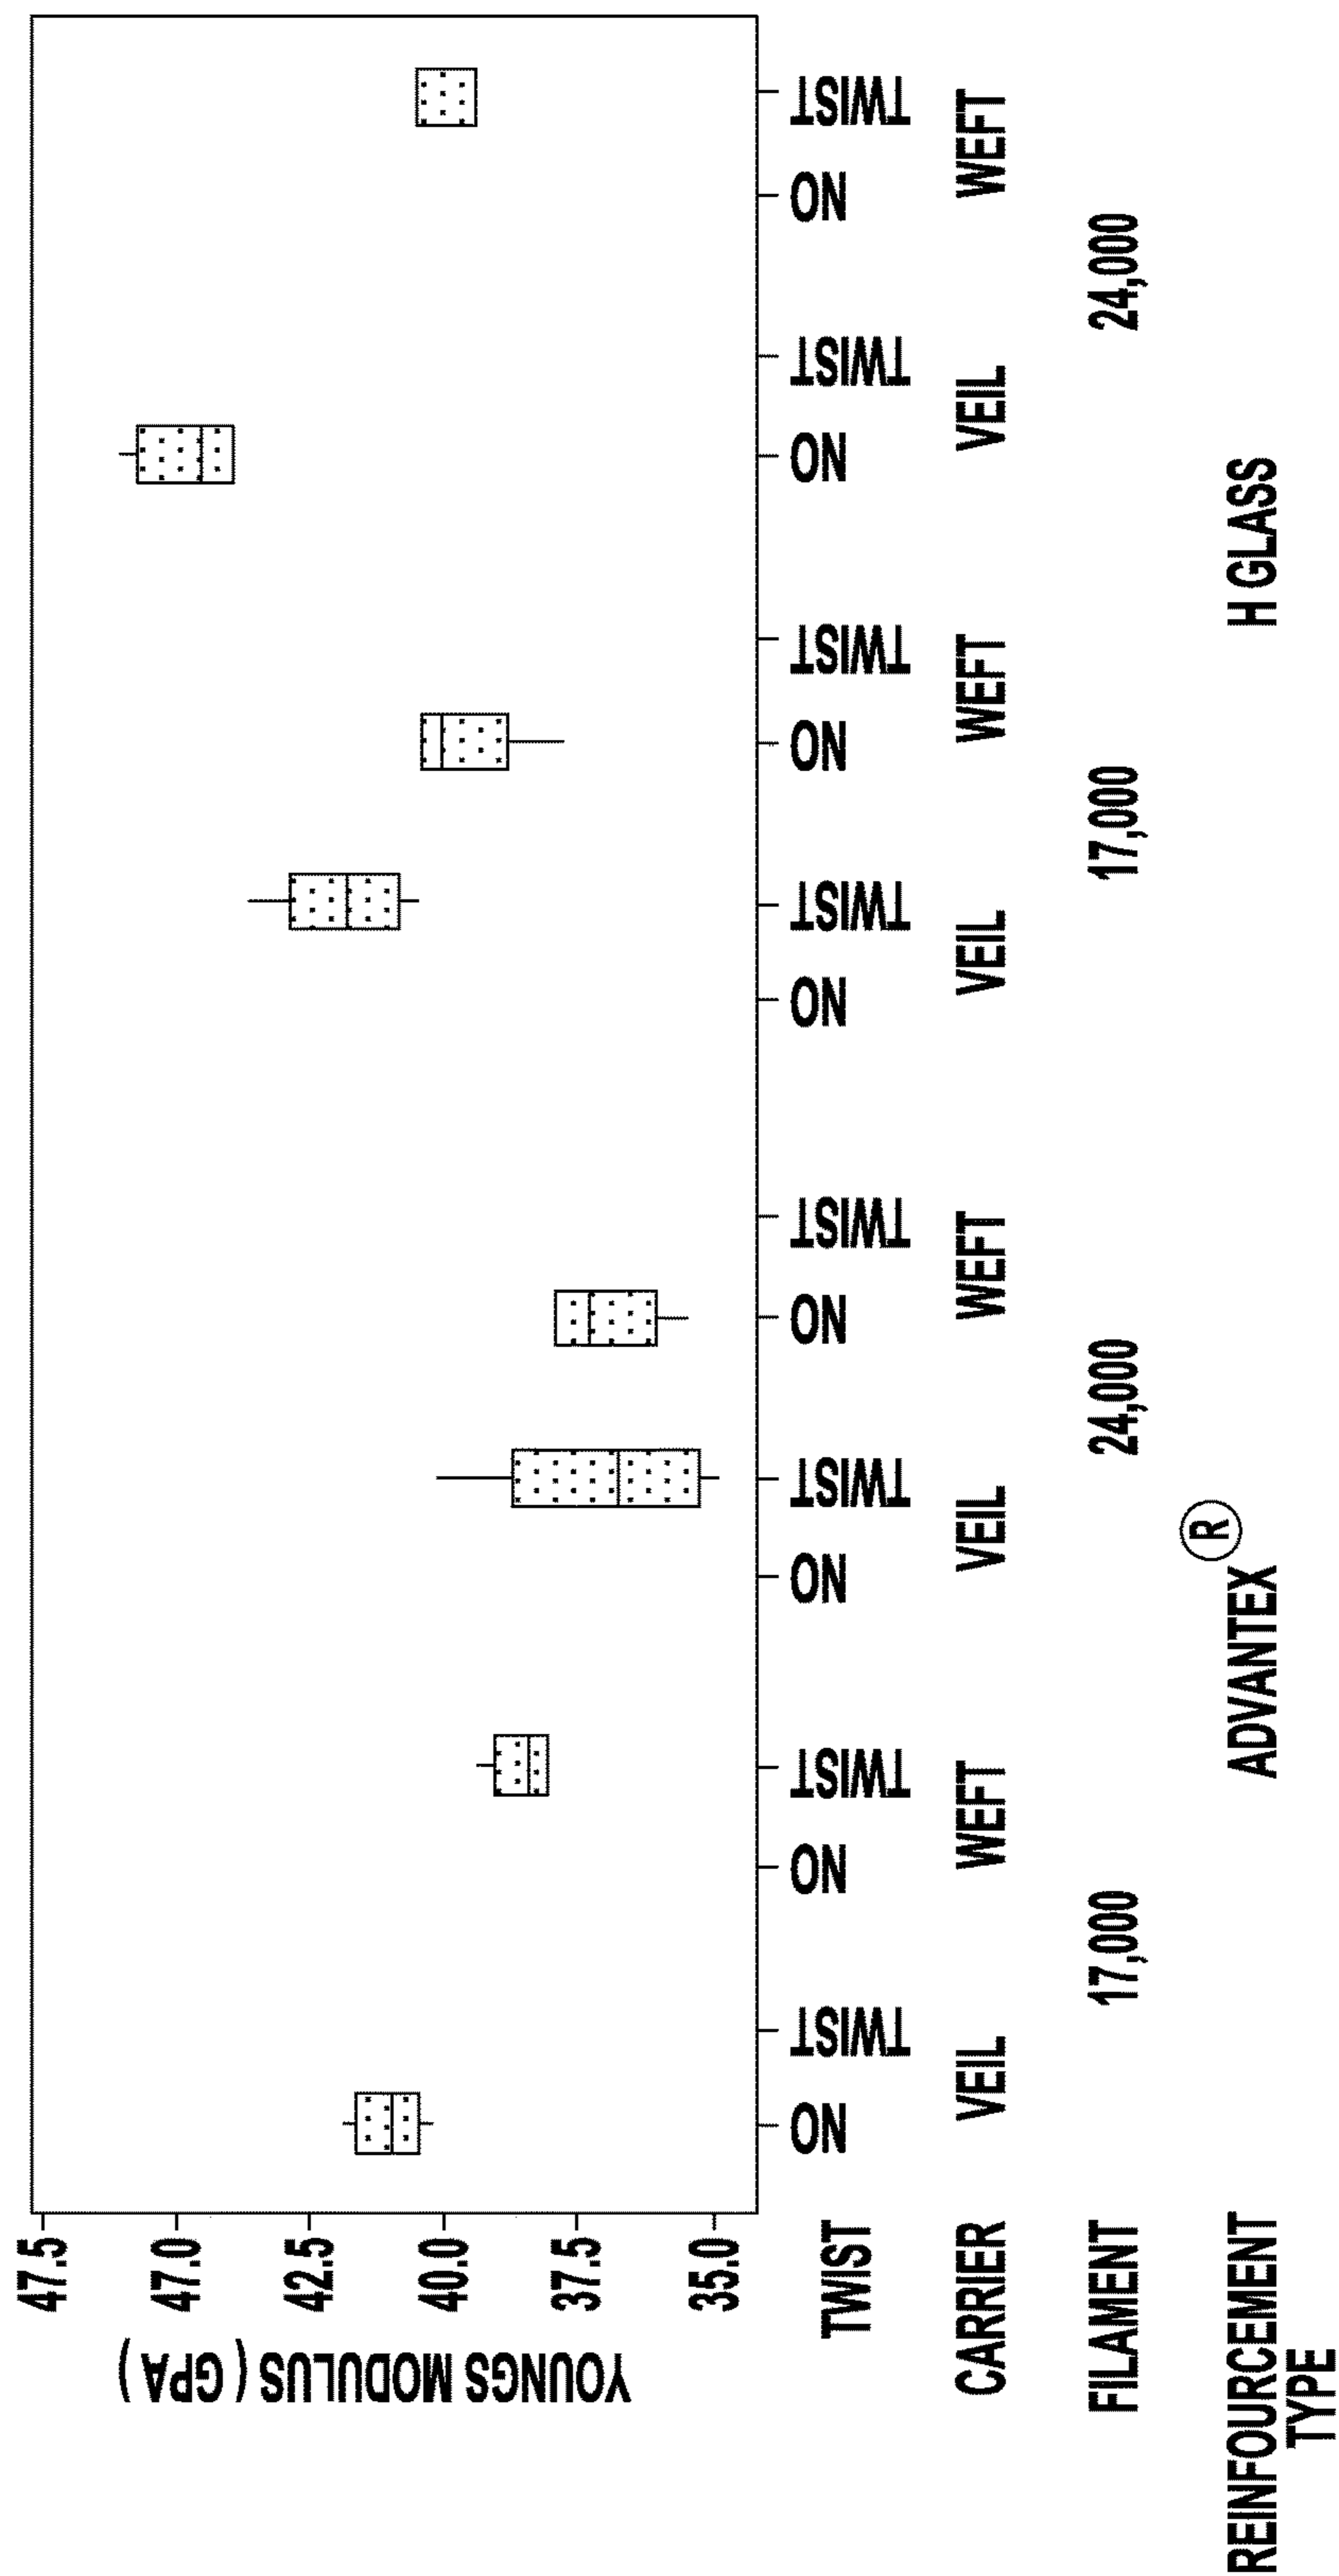 YOUNGS MODULUS (GPA)
47.5
47.0
42.5
40.0
37.5
35.0
TWIST NO TWIST NO TWIST NO TWIST NO TWIST NO TWIST NO TWIST NO TWIST NO TWIST
CARRIER VEIL WEFT VEIL WEFT VEIL WEFT VEIL WEFT
FILAMENT 17,000 24,000 17,000 24,000
REINFOURCEMENT ADVANTEX ® H GLASS
TYPE